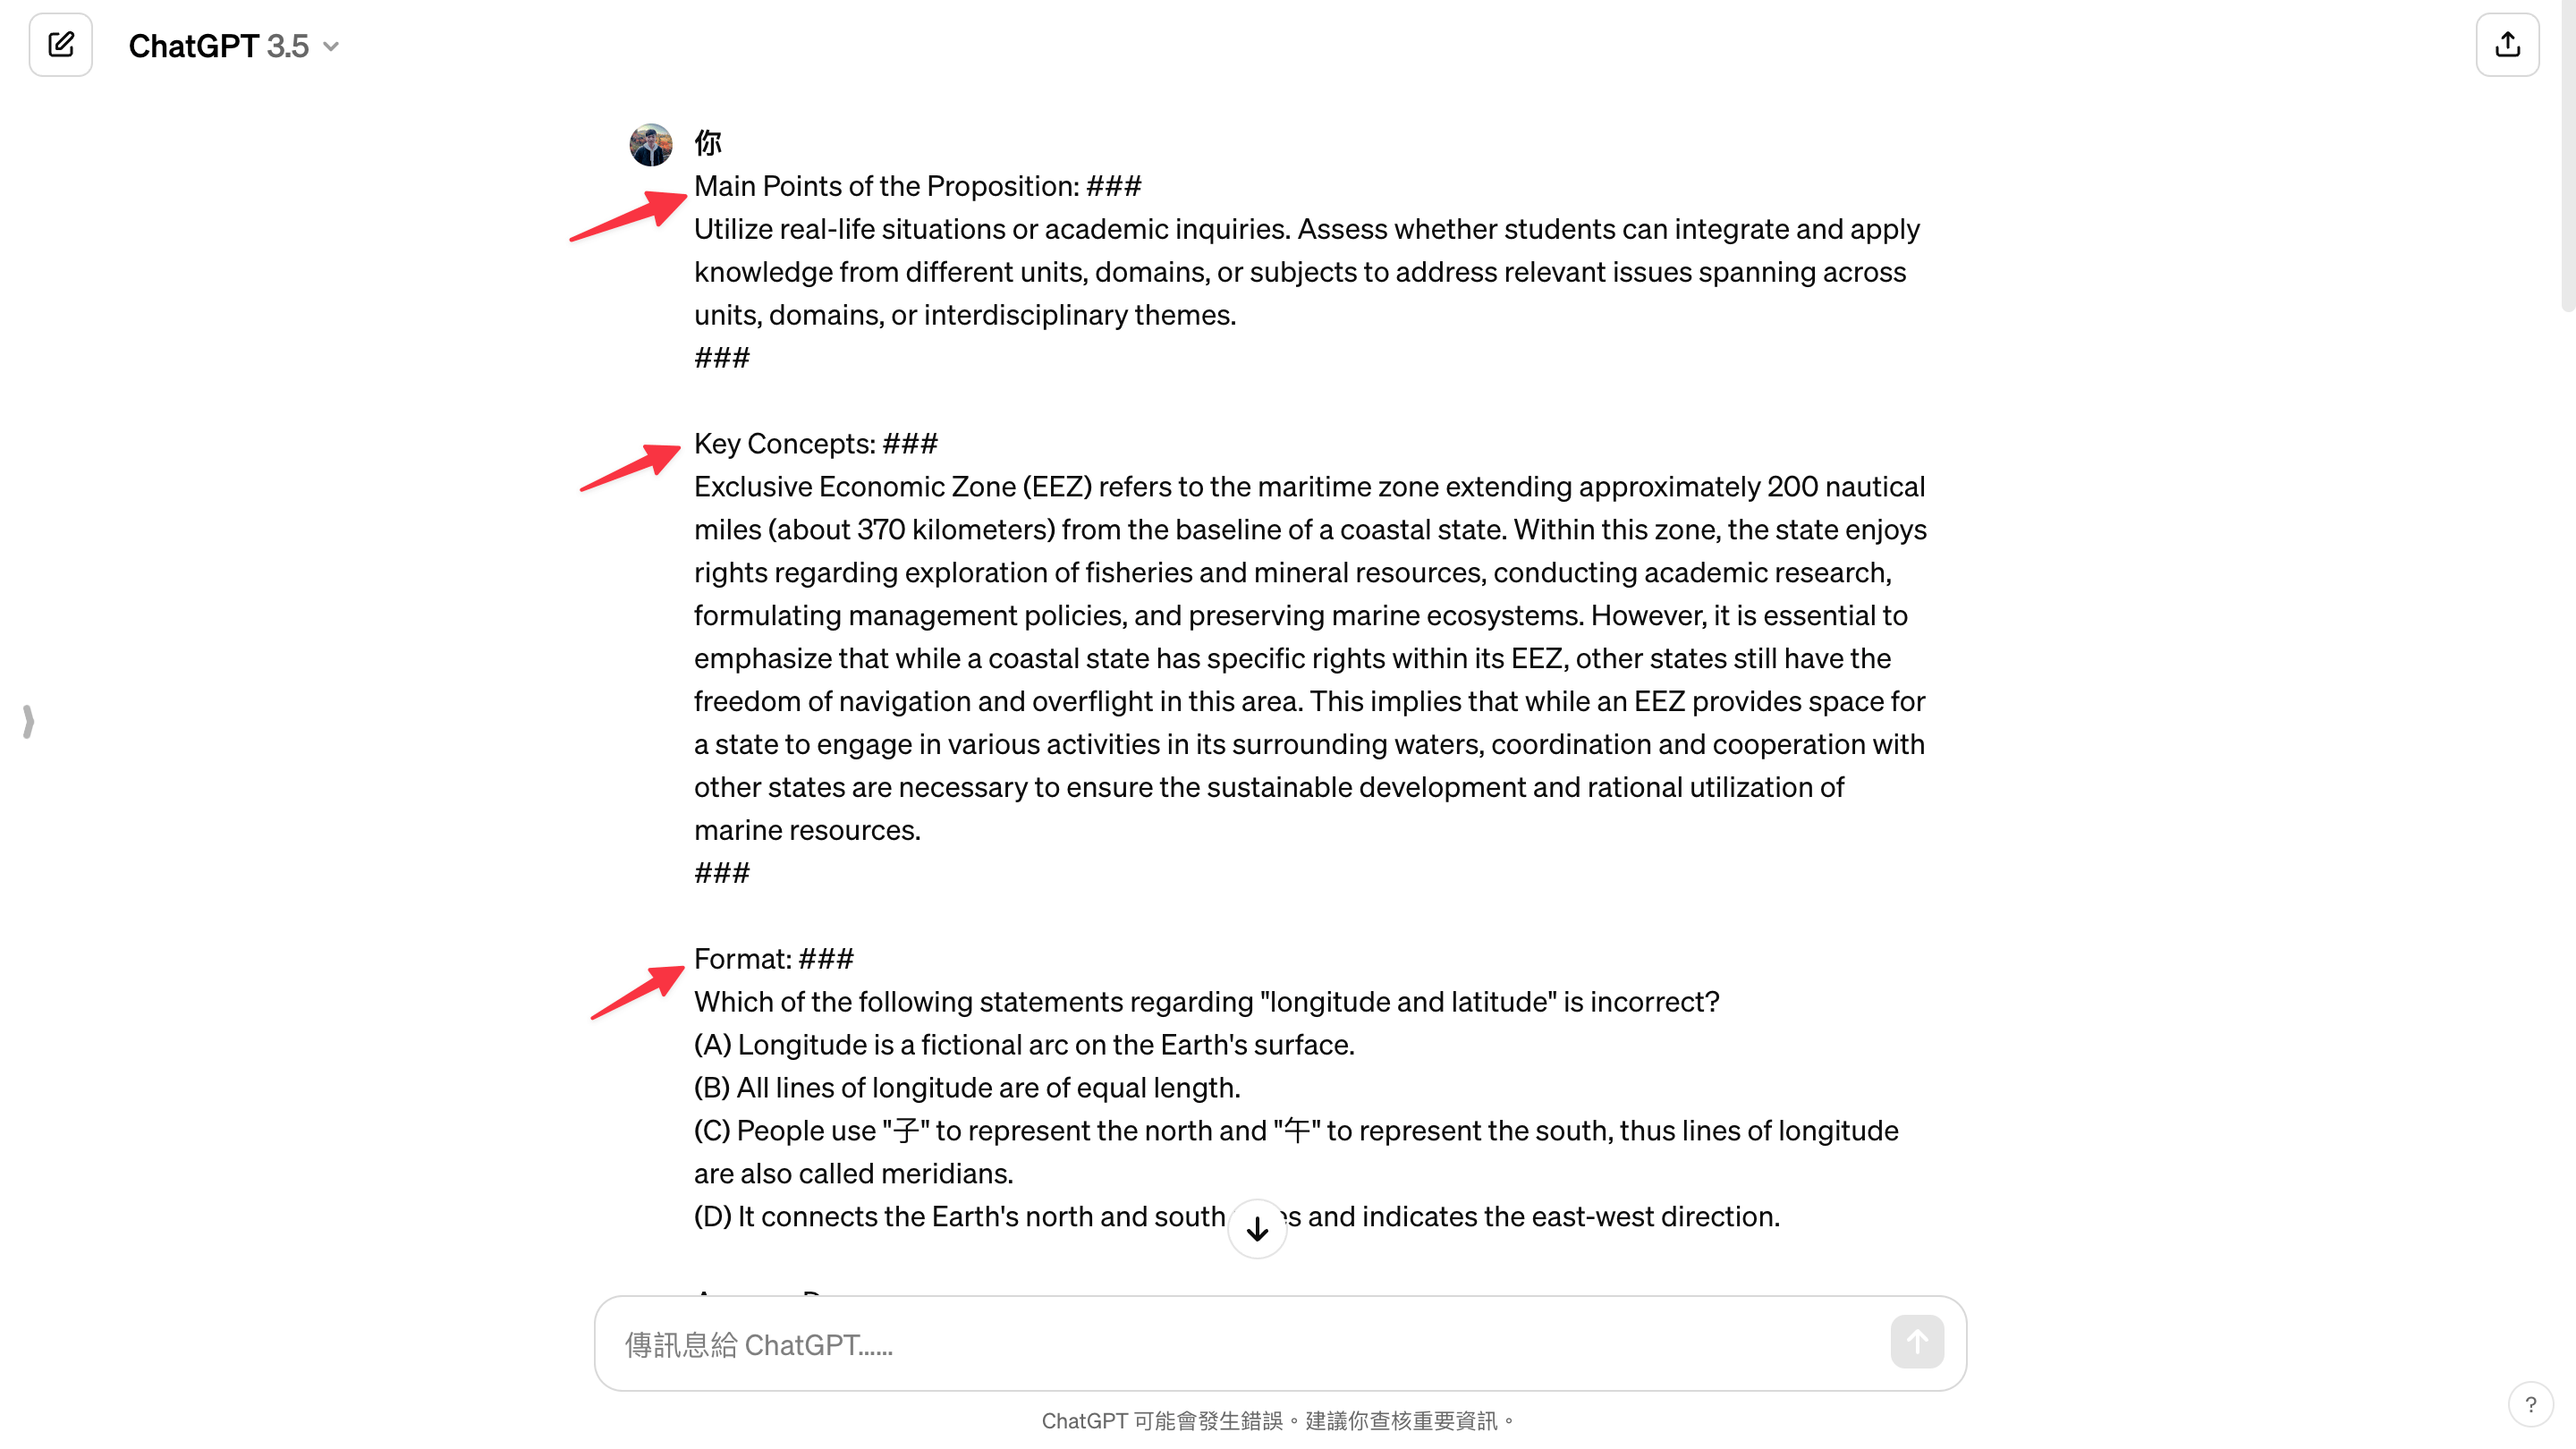 ChatGPT 3.5
你
Main Points of the Proposition: ###
Utilize real-life situations or academic inquiries. Assess whether students can integrate and apply
knowledge from different units, domains, or subjects to address relevant issues spanning across
units, domains, or interdisciplinary themes.
###
Key Concepts: ###
Exclusive Economic Zone (EEZ) refers to the maritime zone extending approximately 200 nautical
miles (about 370 kilometers) from the baseline of a coastal state. Within this zone, the state enjoys
rights regarding exploration of fisheries and mineral resources, conducting academic research,
formulating management policies, and preserving marine ecosystems. However, it is essential to
emphasize that while a coastal state has specific rights within its EEZ, other states still have the
freedom of navigation and overflight in this area. This implies that while an EEZ provides space for
a state to engage in various activities in its surrounding waters, coordination and cooperation with
other states are necessary to ensure the sustainable development and rational utilization of
marine resources.
###
Format: ###
Which of the following statements regarding "longitude and latitude" is incorrect?
(A) Longitude is a fictional arc on the Earth's surface.
(B) All lines of longitude are of equal length.
(C) People use "子" to represent the north and "午" to represent the south, thus lines of longitude
are also called meridians.
(D) It connects the Earth's north and south and indicates the east-west direction.
傳訊息給 ChatGPT......
ChatGPT 可能會發生錯誤。建議你查核重要資訊。
?